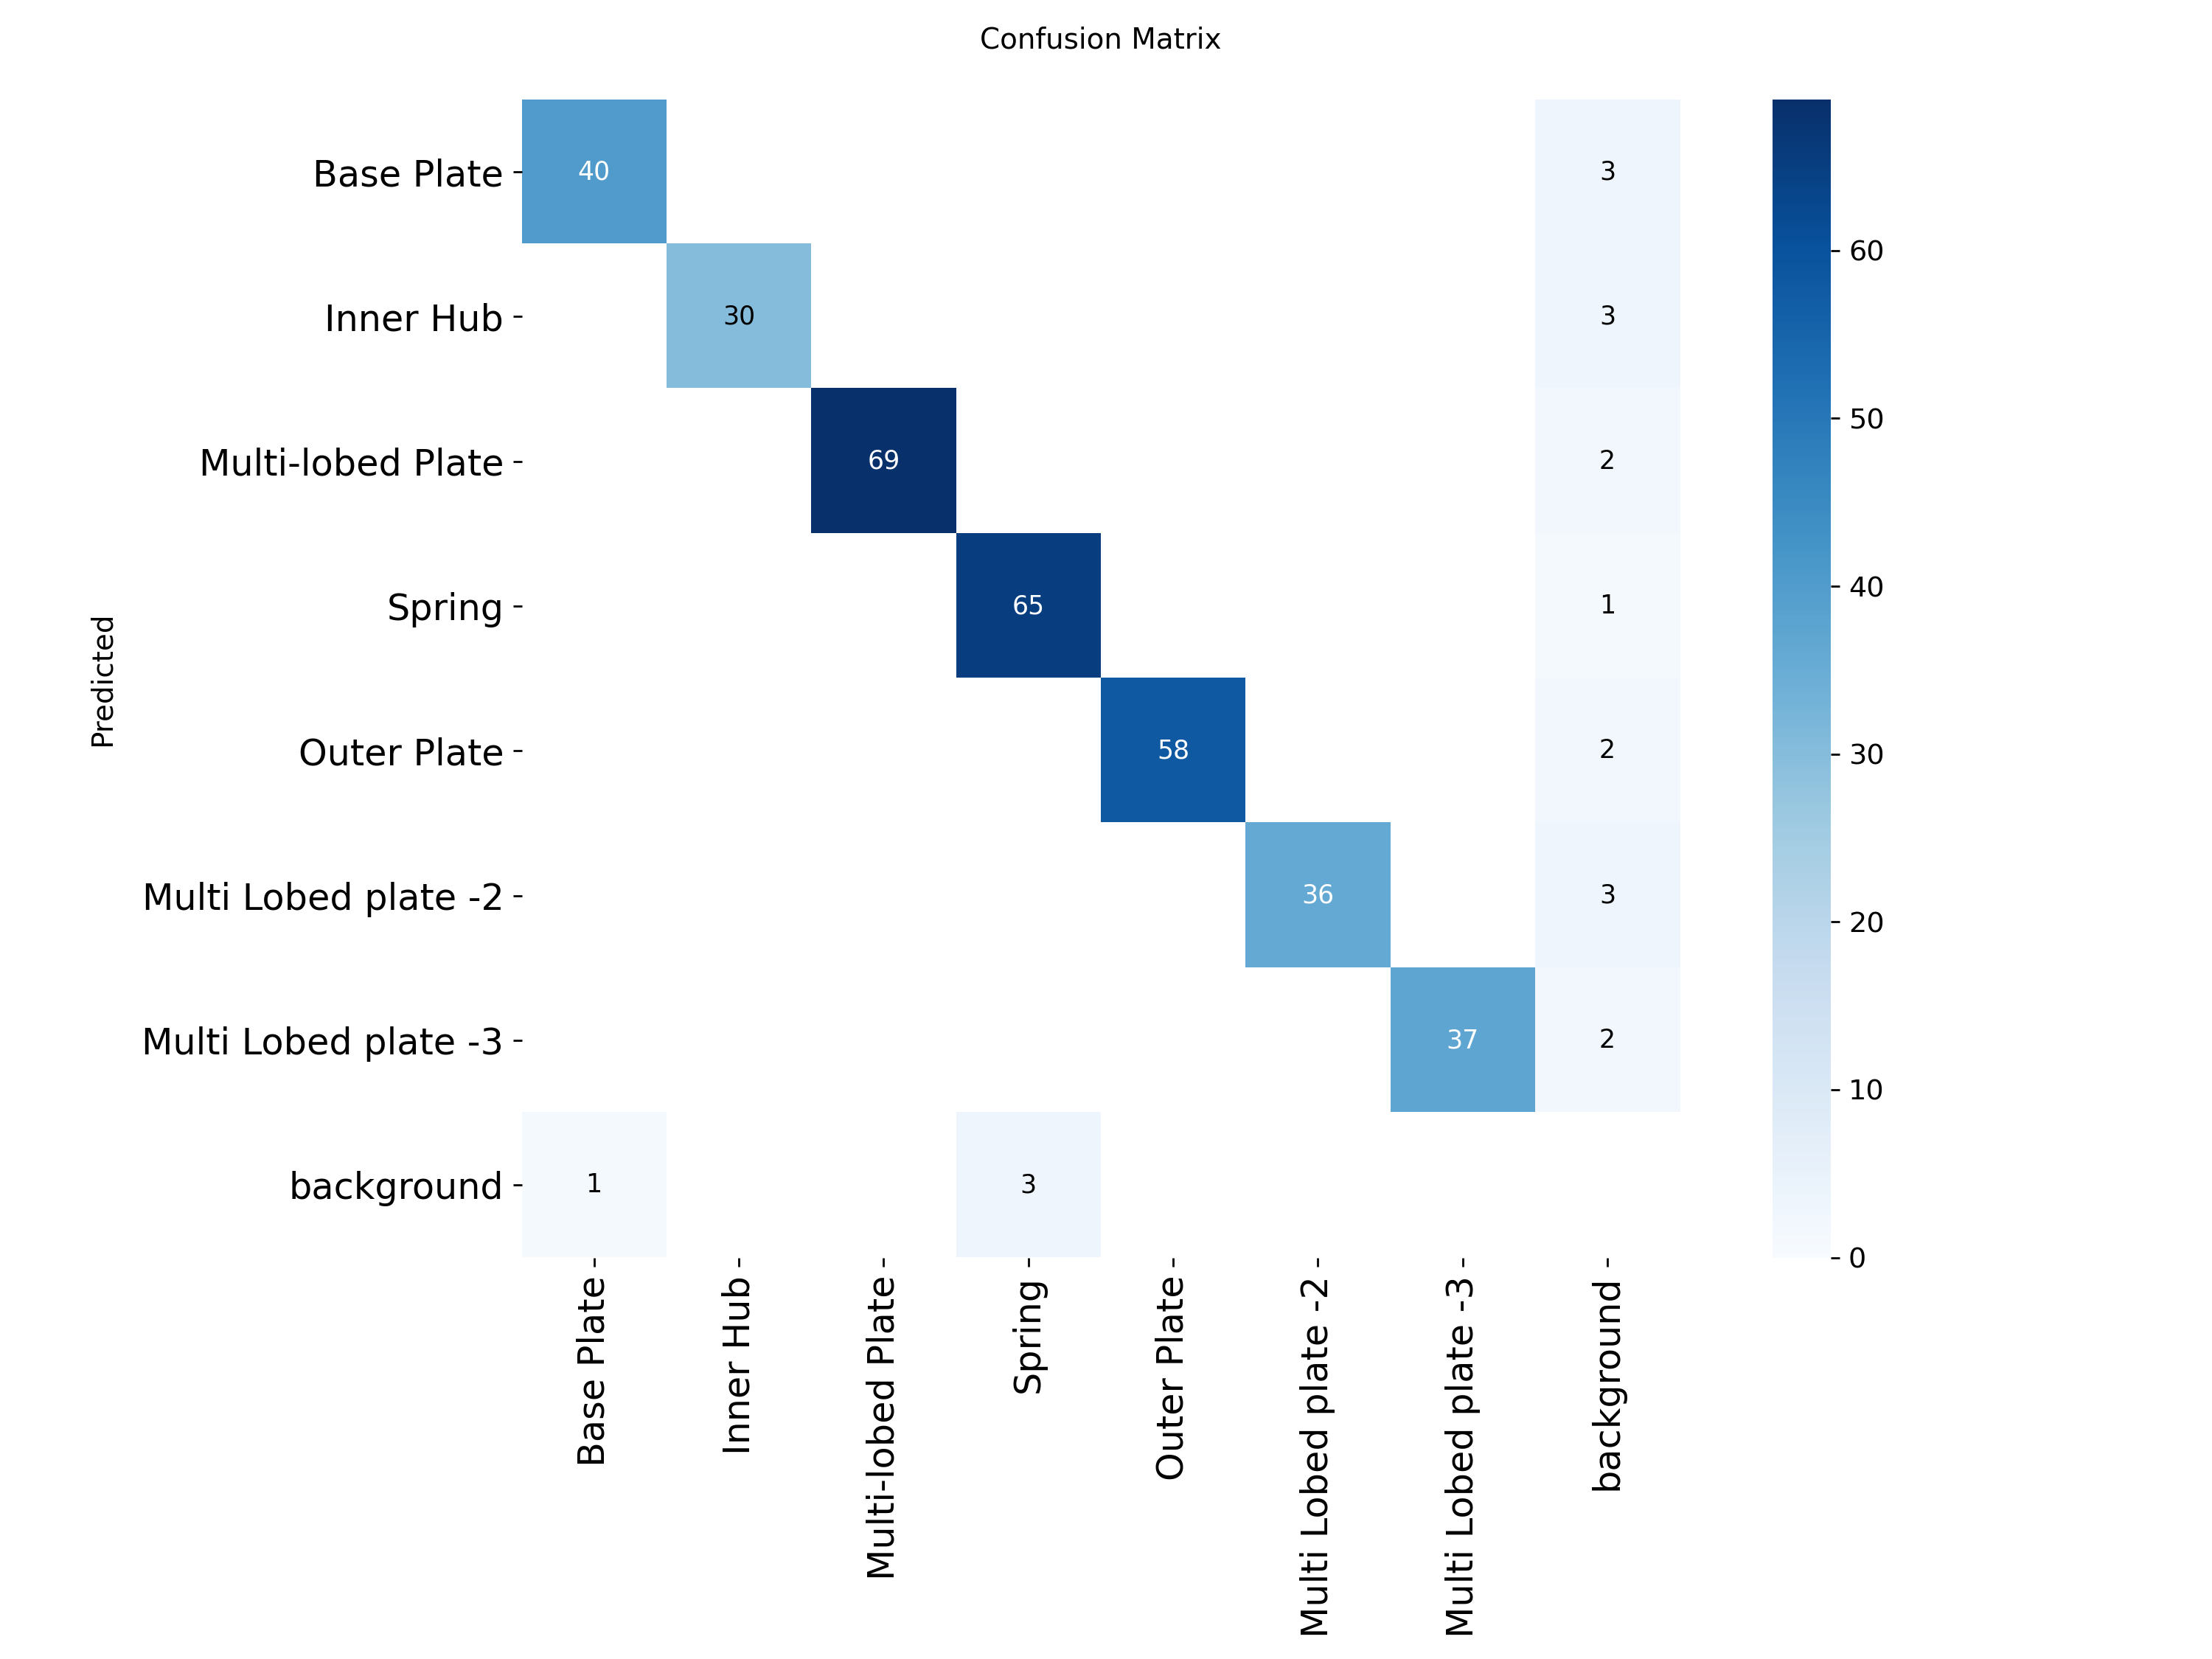 Confusion Matrix
Predicted
Base Plate 40 3
Inner Hub 30 3
Multi-lobed Plate 69 2
Spring 65 1
Outer Plate 58 2
Multi Lobed plate -2 36 3
Multi Lobed plate -3 37 2
background 1 3
Base Plate
Inner Hub
Multi-lobed Plate
Spring
Outer Plate
Multi Lobed plate -2
Multi Lobed plate -3
background
60
50
40
30
20
10
0